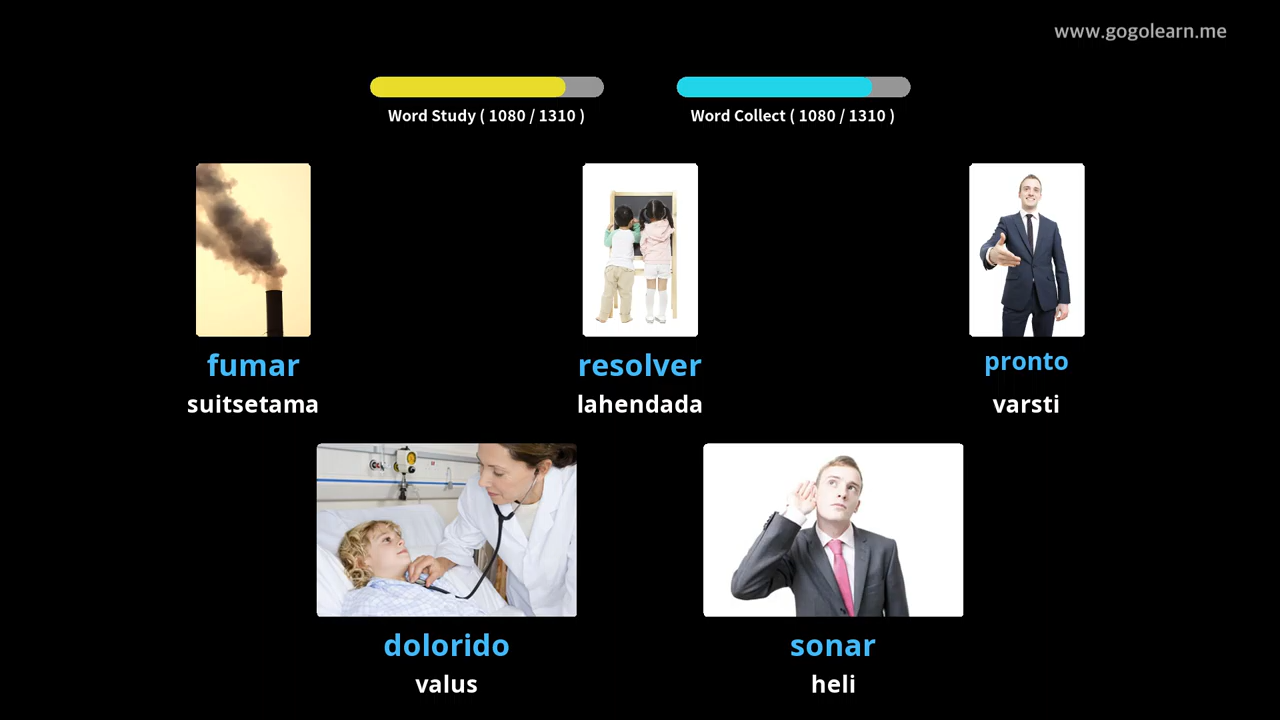 www.gogolearn.me
Word Study ( 1080 / 1310 )
Word Collect ( 1080 / 1310 )
fumar
suitsetama
resolver
lahendada
pronto
varsti
dolorido
valus
sonar
heli